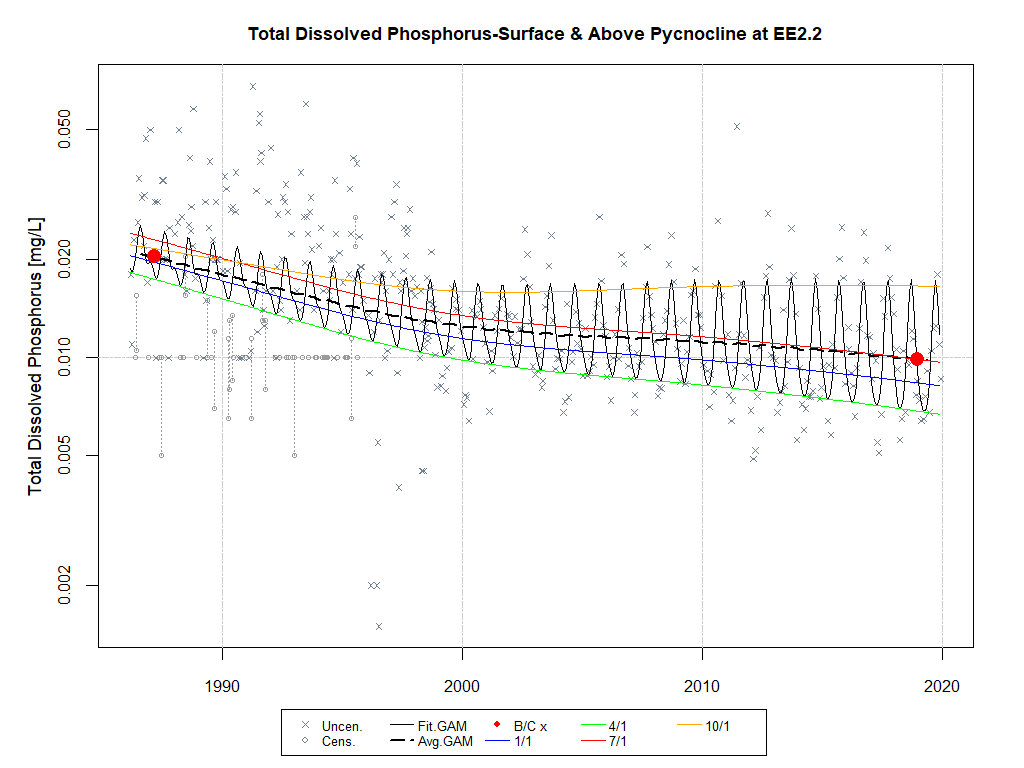 Total Dissolved Phosphorus-Surface & Above Pycnocline at EE2.2
Total Dissolved Phosphorus [mg/L]
0.050
0.020
0.010
0.005
0.002
1990 2000 2010 2020
Uncen. Fit.GAM B/C x 4/1 10/1
Cens. Avg.GAM 1/1 7/1